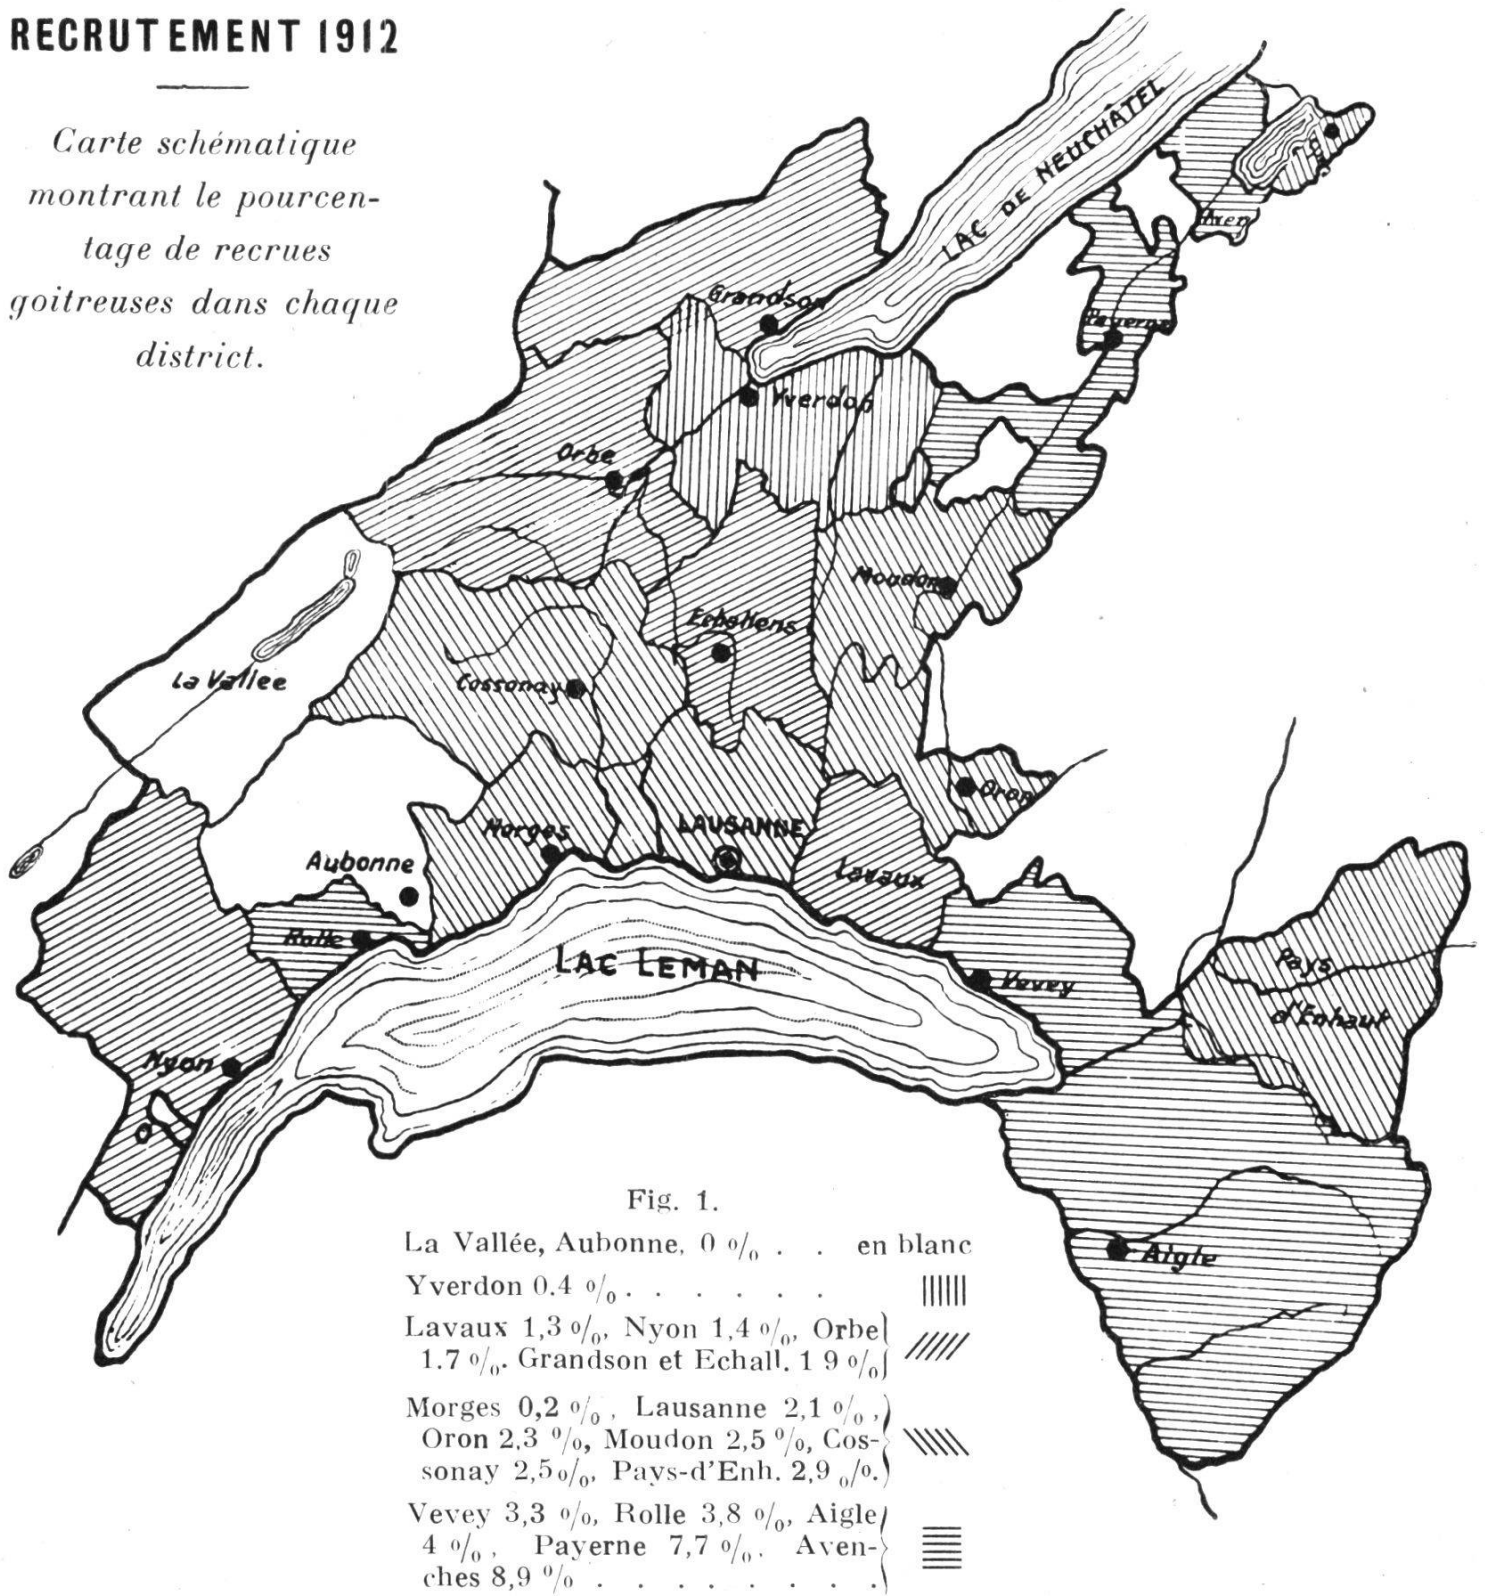 RECRUTEMENT 1912
Carte schématique
montrant le pourcen-
tage de recrues
goitreuses dans chaque
district.
LAC DE NEUCHÂTEL
Aven
Grandson
Payerne
Yverdon
Orbe
Moudon
Echallens
La Vallée
Cossonay
Oron
Morges
LAUSANNE
Aubonne
Lavaux
Rolle
LAC LEMAN
Vevey
Pays
d'Enhaut
Nyon
Aigle
Fig. 1.
La Vallée, Aubonne, 0 % . . en blanc
Yverdon 0.4 % . . . . . .
Lavaux 1,3 %, Nyon 1,4 %, Orbe
1.7 %. Grandson et Echall. 1 9 %
Morges 0,2 %, Lausanne 2,1 %,
Oron 2,3 %, Moudon 2,5 %, Cos-
sonay 2,5 %, Pays-d'Enh. 2,9 %.
Vevey 3,3 %, Rolle 3,8 %, Aigle
4 %, Payerne 7,7 %. Aven-
ches 8,9 % . . . . . . . .